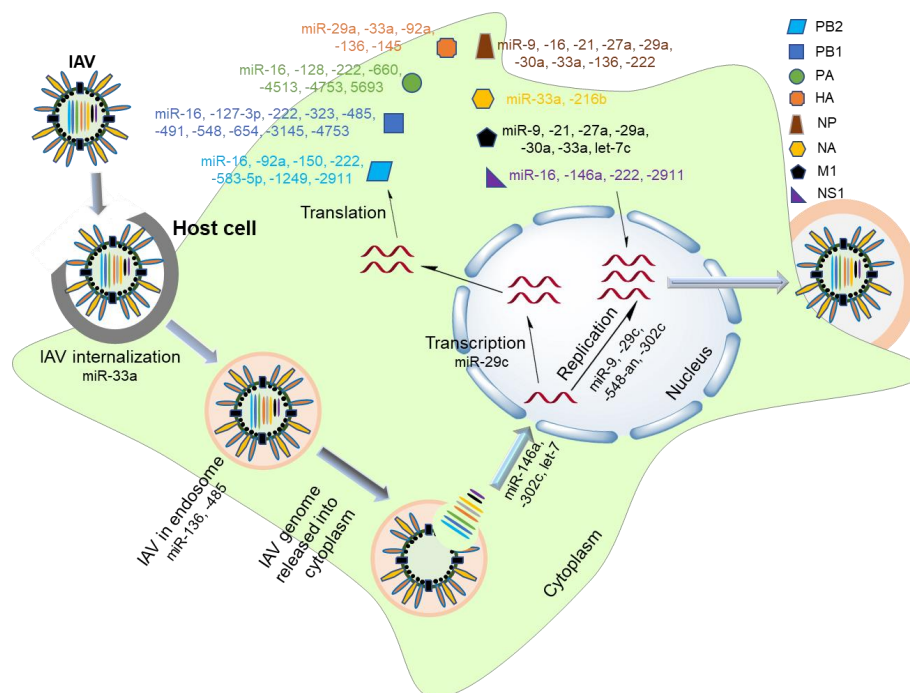 IAV
miR-29a, -33a, -92a,
-136, -145
miR-16, -128, -222, -660,
-4513, -4753, 5693
miR-16, -127-3p, -222, -323, -485,
-491, -548, -654, -3145, -4753
miR-16, -92a, -150, -222,
-583-5p, -1249, -2911
miR-9, -16, -21, -27a, -29a,
-30a, -33a, -136, -222
miR-33a, -216b
miR-9, -21, -27a, -29a,
-30a, -33a, let-7c
miR-16, -146a, -222, -2911
PB2
PB1
PA
HA
NP
NA
M1
NS1
Host cell
Translation
IAV internalization
miR-33a
Transcription
miR-29c
Replication
miR-9, -29c,
-548-an, -302c
Nucleus
IAV in endosome
miR-136, -485
IAV genome
released into
cytoplasm
miR-146a,
-302c, let-7
Cytoplasm